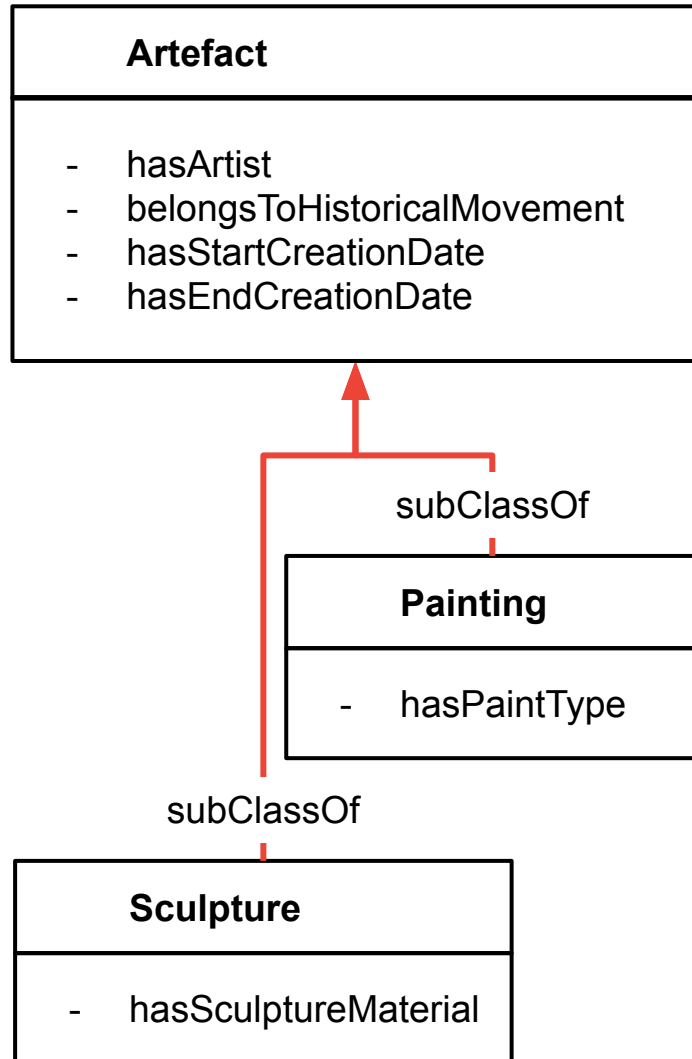 Artefact
- hasArtist
- belongsToHistoricalMovement
- hasStartCreationDate
- hasEndCreationDate
subClassOf
Painting
- hasPaintType
subClassOf
Sculpture
- hasSculptureMaterial